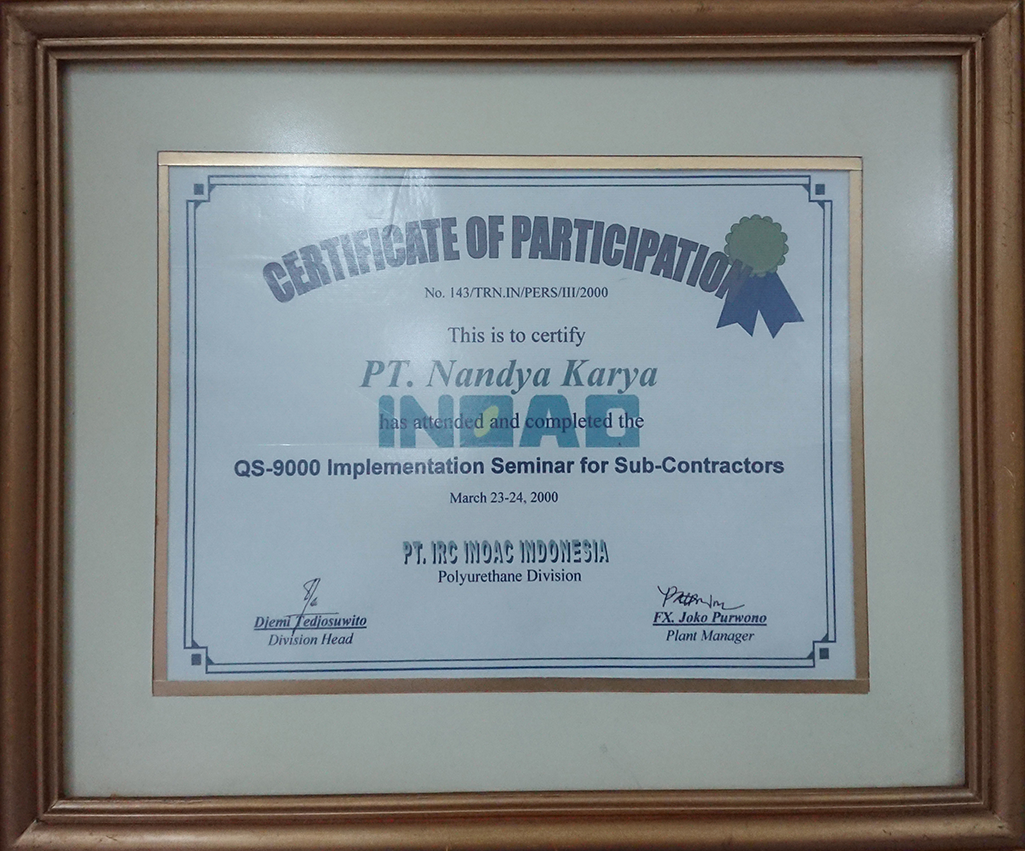 CERTIFICATE OF PARTICIPATION
No. 143/TRN.IN/PERS/III/2000
This is to certify
PT. Nandya Karya
INOAC
has attended and completed the
QS-9000 Implementation Seminar for Sub-Contractors
March 23-24, 2000
PT. IRC INOAC INDONESIA
Polyurethane Division
Djemi Tedjosuwito
Division Head
FX. Joko Purwono
Plant Manager